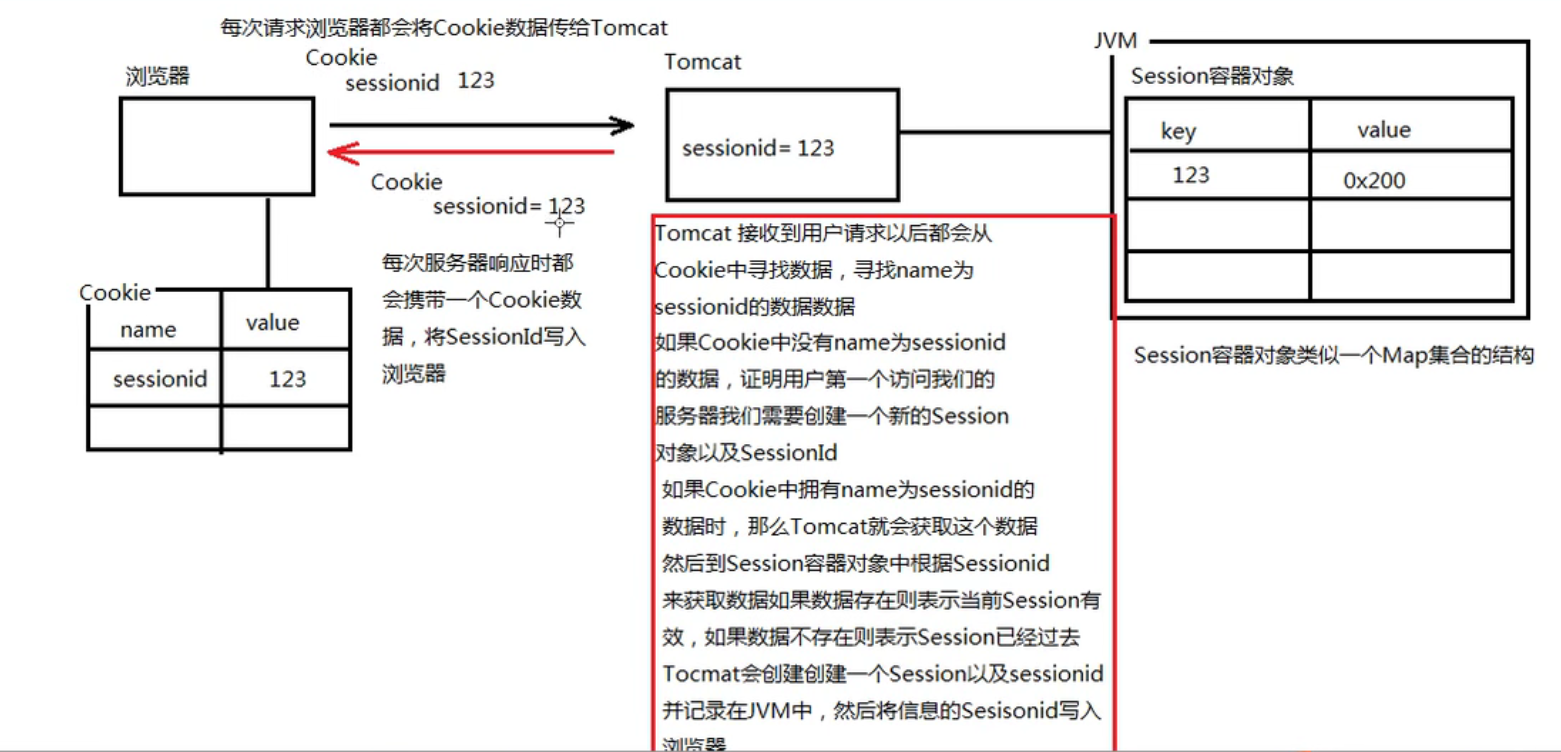 每次请求浏览器都会将Cookie数据传给Tomcat
Cookie
sessionid 123
浏览器
Cookie
sessionid= 123
每次服务器响应时都
会携带一个Cookie数
据，将SessionId写入
浏览器
Cookie
name value
sessionid 123
Tomcat
sessionid= 123
Tomcat 接收到用户请求以后都会从
Cookie中寻找数据，寻找name为
sessionid的数据数据
如果Cookie中没有name为sessionid
的数据，证明用户第一个访问我们的
服务器我们需要创建一个新的Session
对象以及SessionId
如果Cookie中拥有name为sessionid的
数据时，那么Tomcat就会获取这个数据
然后到Session容器对象中根据Sessionid
来获取数据如果数据存在则表示当前Session有
效，如果数据不存在则表示Session已经过去
Tocmat会创建创建一个Session以及sessionid
并记录在JVM中，然后将信息的Sesisonid写入
浏览器
JVM
Session容器对象
key value
123 0x200
Session容器对象类似一个Map集合的结构